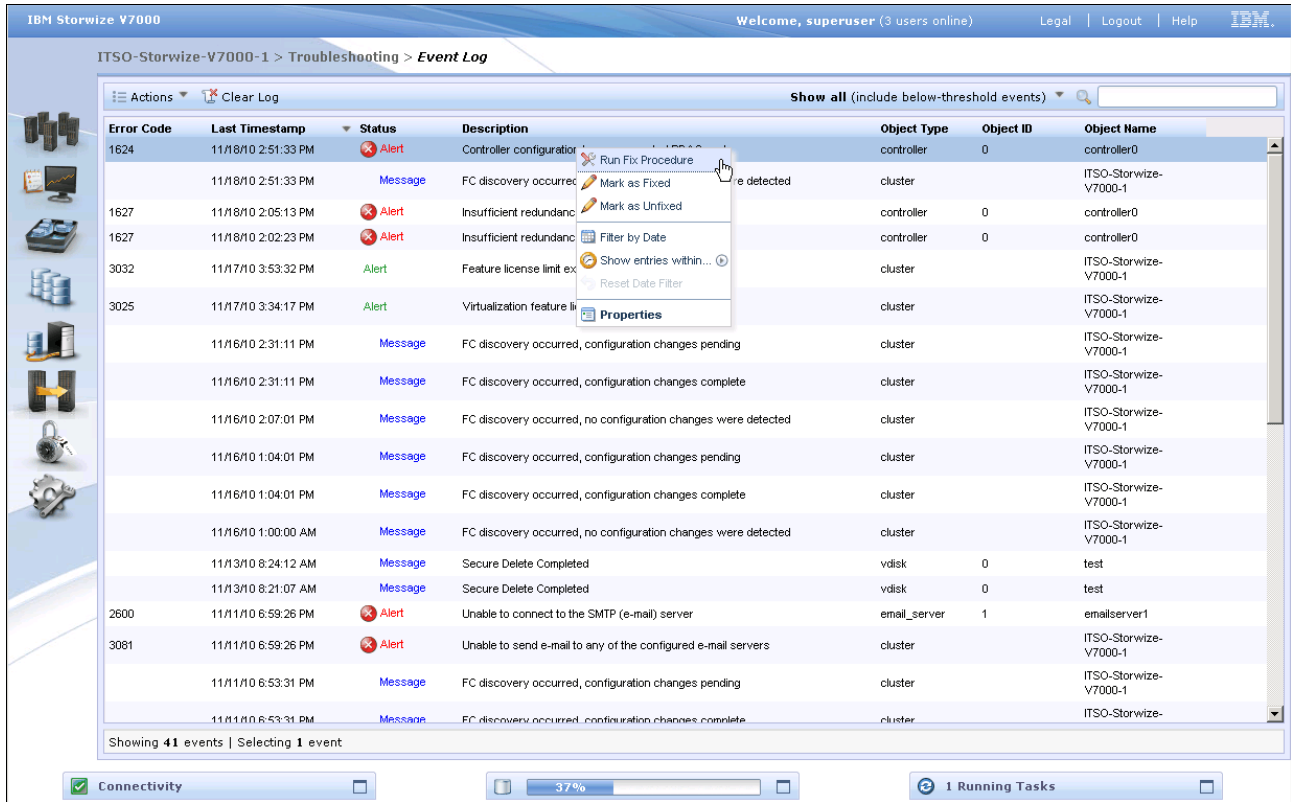 IBM Storwize V7000 Welcome, superuser (3 users online) Legal | Logout | Help IBM.
ITSO-Storwize-V7000-1 > Troubleshooting > Event Log
Actions Clear Log Show all (include below-threshold events)
Error Code Last Timestamp Status Description Object Type Object ID Object Name
1624 11/18/10 2:51:33 PM Alert Controller configuration controller 0 controller0
11/18/10 2:51:33 PM Message FC discovery occurred detected cluster ITSO-Storwize-
V7000-1
1627 11/18/10 2:05:13 PM Alert Insufficient controller 0 controller0
1627 11/18/10 2:02:23 PM Alert Insufficient controller 0 controller0
3032 11/17/10 3:53:32 PM Alert Feature license limit cluster ITSO-Storwize-
V7000-1
3025 11/17/10 3:34:17 PM Alert Virtualization feature cluster ITSO-Storwize-
V7000-1
Run Fix Procedure
Mark as Fixed
Mark as Unfixed
Filter by Date
Show entries within...
Reset Date Filter
Properties
11/16/10 2:31:11 PM Message FC discovery occurred, configuration changes pending cluster ITSO-Storwize-
V7000-1
11/16/10 2:31:11 PM Message FC discovery occurred, configuration changes complete cluster ITSO-Storwize-
V7000-1
11/16/10 2:07:01 PM Message FC discovery occurred, no configuration changes were detected cluster ITSO-Storwize-
V7000-1
11/16/10 1:04:01 PM Message FC discovery occurred, configuration changes pending cluster ITSO-Storwize-
V7000-1
11/16/10 1:04:01 PM Message FC discovery occurred, configuration changes complete cluster ITSO-Storwize-
V7000-1
11/16/10 1:00:00 AM Message FC discovery occurred, no configuration changes were detected cluster ITSO-Storwize-
V7000-1
11/13/10 8:24:12 AM Message Secure Delete Completed vdisk 0 test
11/13/10 8:21:07 AM Message Secure Delete Completed vdisk 0 test
2600 11/11/10 6:59:26 PM Alert Unable to connect to the SMTP (e-mail) server email_server 1 emailserver1
3081 11/11/10 6:59:26 PM Alert Unable to send e-mail to any of the configured e-mail servers cluster ITSO-Storwize-
V7000-1
11/11/10 6:53:31 PM Message FC discovery occurred, configuration changes pending cluster ITSO-Storwize-
V7000-1
11/11/10 6:53:31 PM Message FC discovery occurred, configuration changes complete cluster ITSO-Storwize-
Showing 41 events | Selecting 1 event
Connectivity 37% 1 Running Tasks